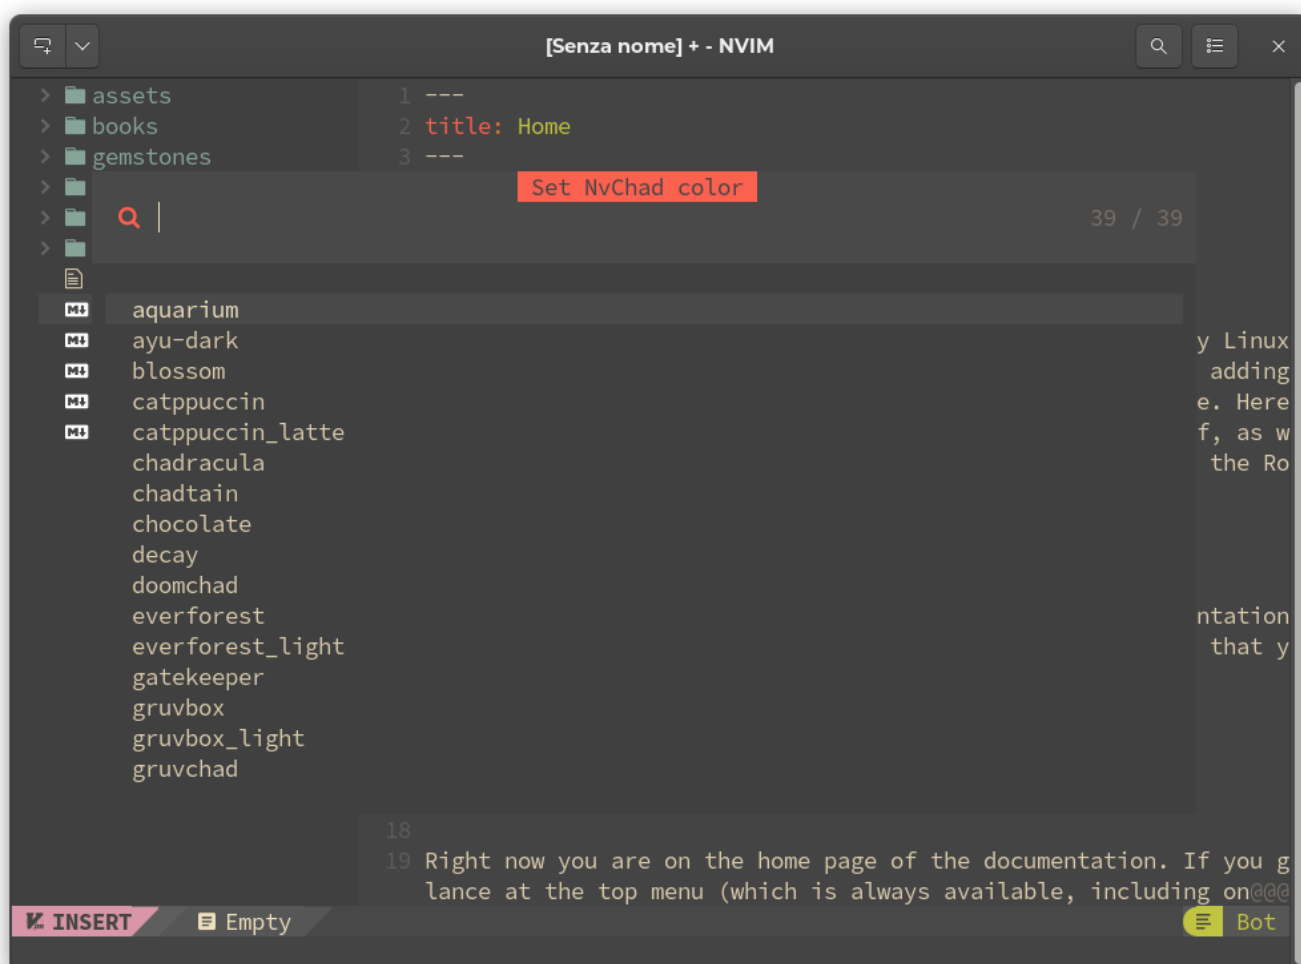 [Senza nome] + - NVIM
assets
books
gemstones
1 ---
2 title: Home
3 ---
Set NvChad color
39 / 39
aquarium
ayu-dark
blossom
catppuccin
catppuccin_latte
chadracula
chadtain
chocolate
decay
doomchad
everforest
everforest_light
gatekeeper
gruvbox
gruvbox_light
gruvchad
y Linux
adding
e. Here
f, as w
the Ro
ntation
that y
18
19 Right now you are on the home page of the documentation. If you g
lance at the top menu (which is always available, including on@@@
INSERT
Empty
Bot